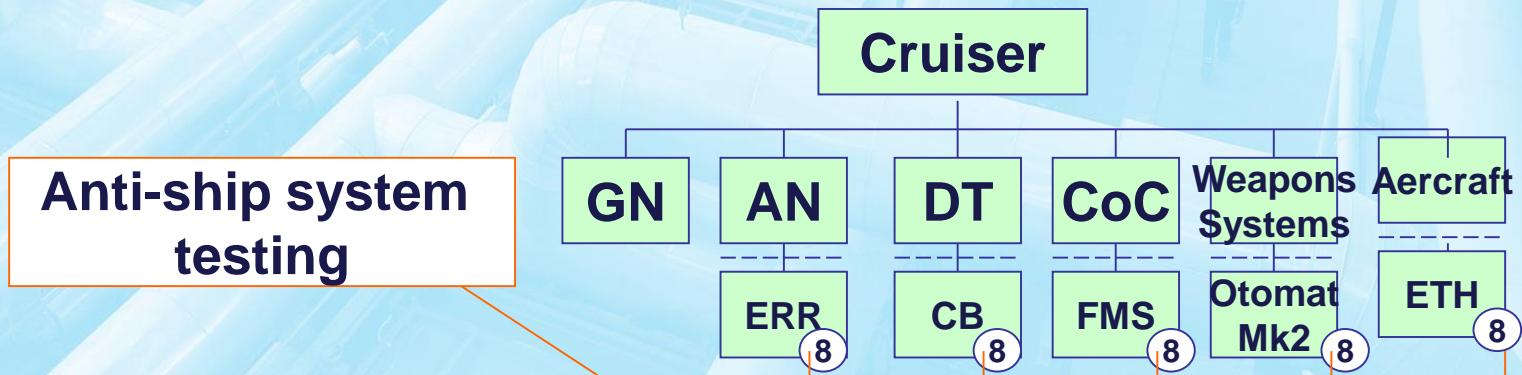 Cruiser
Anti-ship system
testing
GN
AN
DT
CoC
Weapons
Systems
Aercraft
ERR
CB
FMS
Otomat
Mk2
ETH
8
8
8
8
8